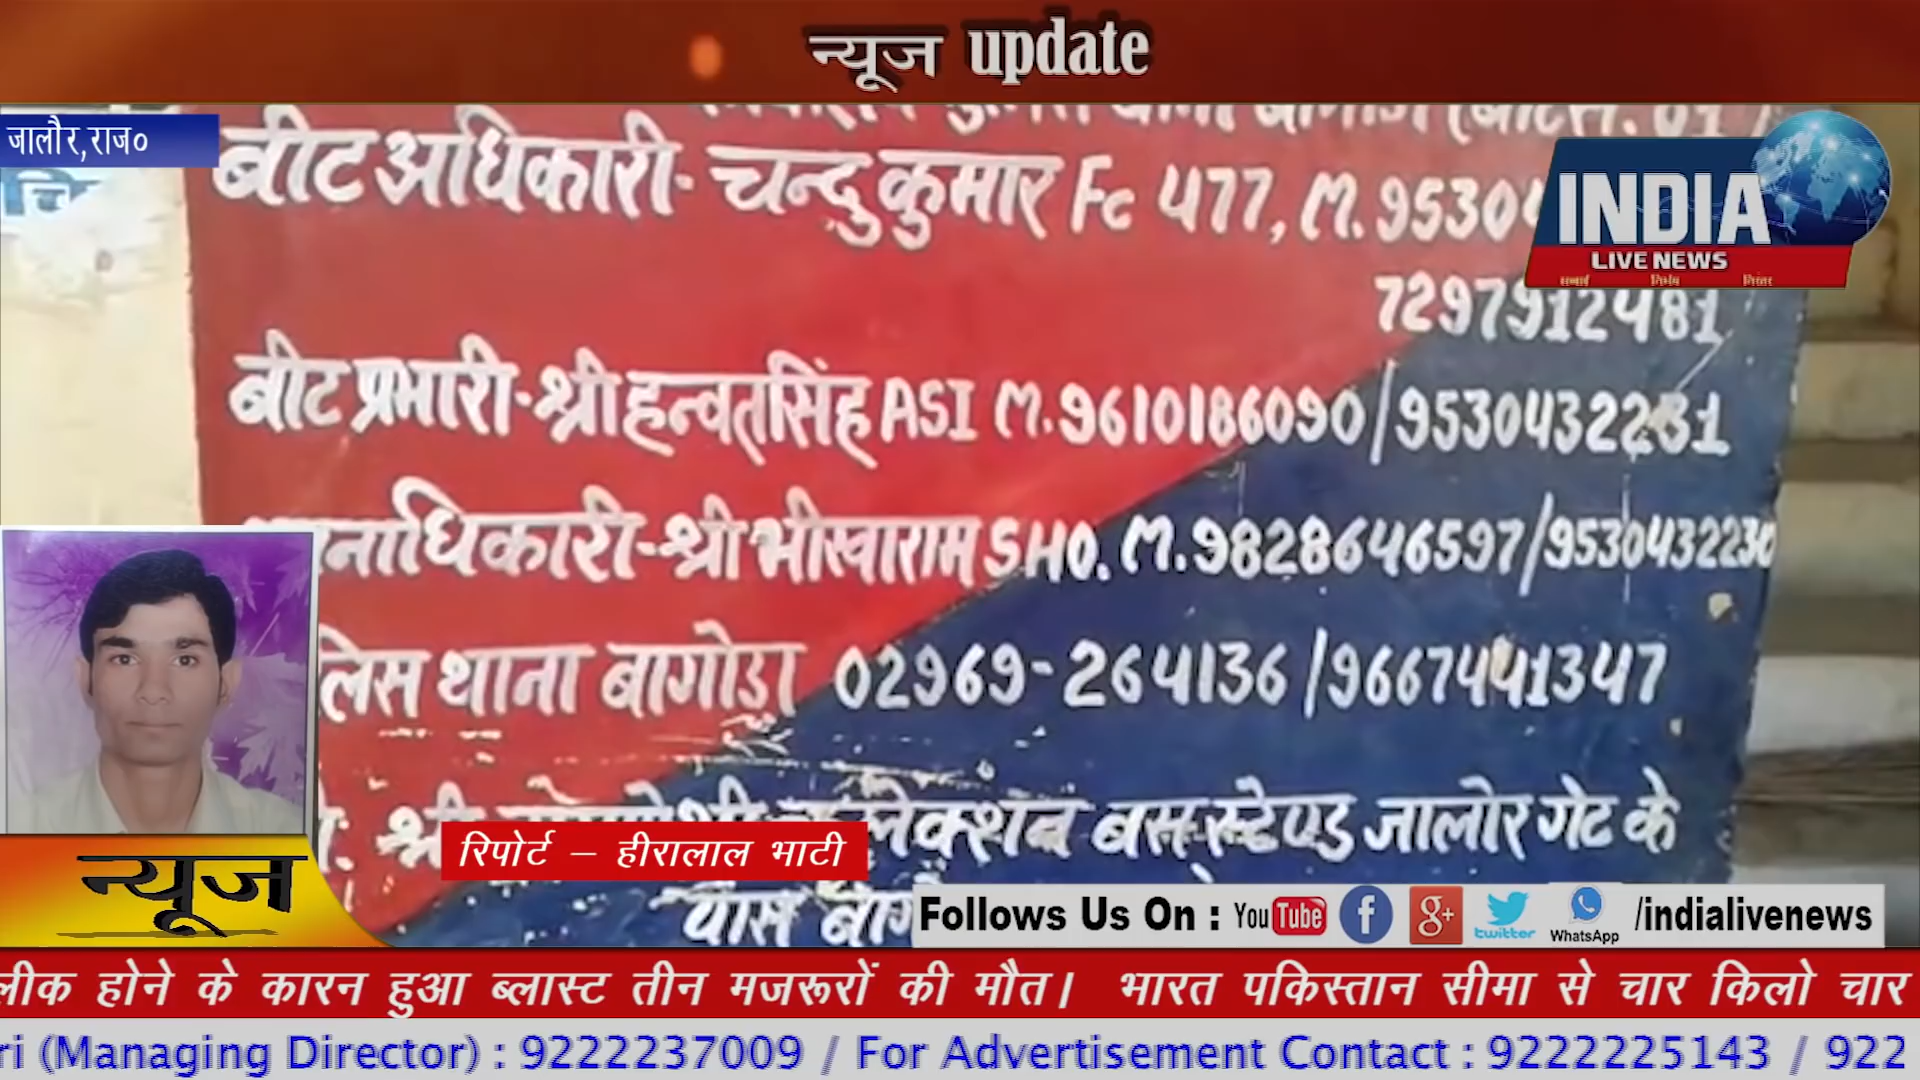 न्यूज update
जालौर,राज०
बीट अधिकारी- चन्दु कुमार Fc 477, M. 9530
INDIA
LIVE NEWS
7297912481
बीट प्रभारी-श्री हन्वतसिंह ASI M.9610186090/9530432231
नाधिकारी-श्री भीखाराम SHO. M.9828646597/9530432230
लिस थाना बागोड़ा 02969-264136/9667441347
श्री लेक्शन बस स्टेण्ड जालोर गेट के
रिपोर्ट – हीरालाल भाटी
पास बाग
न्यूज
Follows Us On : YouTube f g+ twitter WhatsApp /indialivenews
लीक होने के कारन हुआ ब्लास्ट तीन मजरूरों की मौत। भारत पकिस्तान सीमा से चार किलो चार
ri (Managing Director) : 9222237009 / For Advertisement Contact : 9222225143 / 922